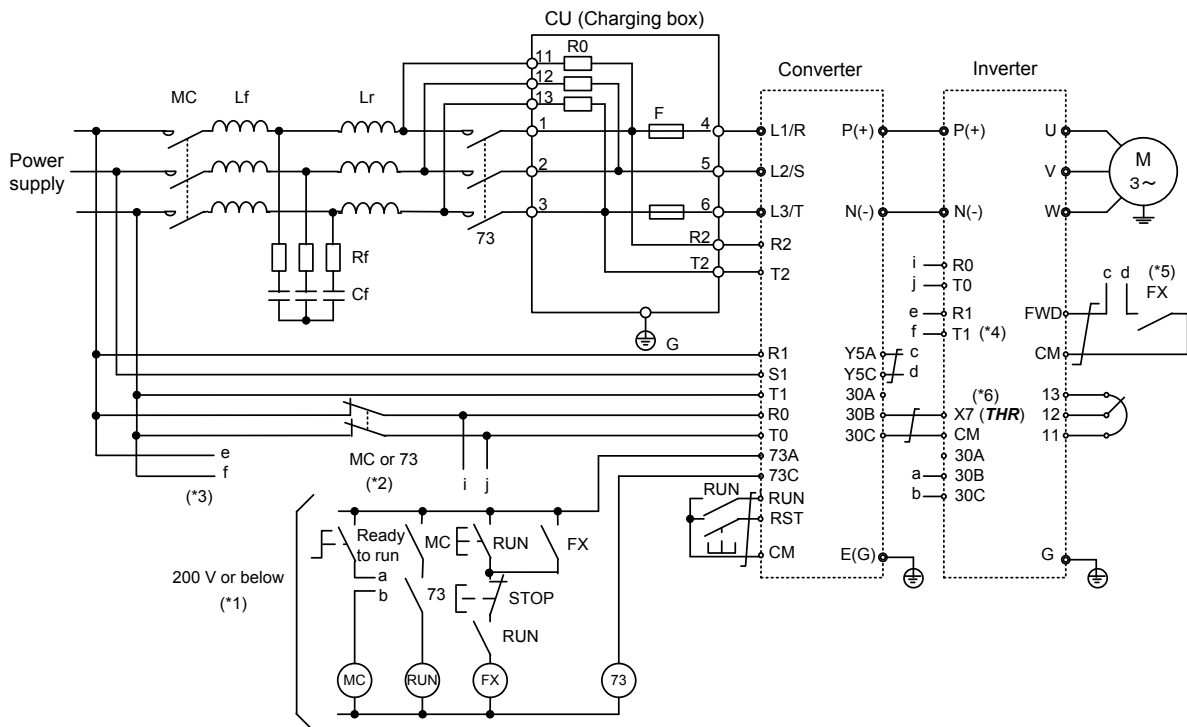 CU (Charging box)
11 R0
12
13
Converter Inverter
MC Lf Lr
F
1 4 L1/R P(+) P(+) U
Power supply
2 5 L2/S V
M 3~
3 6 L3/T N(-) N(-) W
73
R2 R2
T2 T2
Rf
Cf
i R0
j T0
c d (*5)
FX
e R1 FWD
f T1 (*4)
G
R1 Y5A c CM
S1 Y5C d
T1 30A (*6) 13
R0 30B X7 (THR) 12
T0 30C CM 11
MC or 73
(*2)
i j
e
f
(*3)
73A 30A
73C a 30B
RUN RUN b 30C
RST
CM E(G) G
200 V or below
(*1)
Ready to run
MC RUN FX
a
b
73 STOP
RUN
MC RUN FX 73